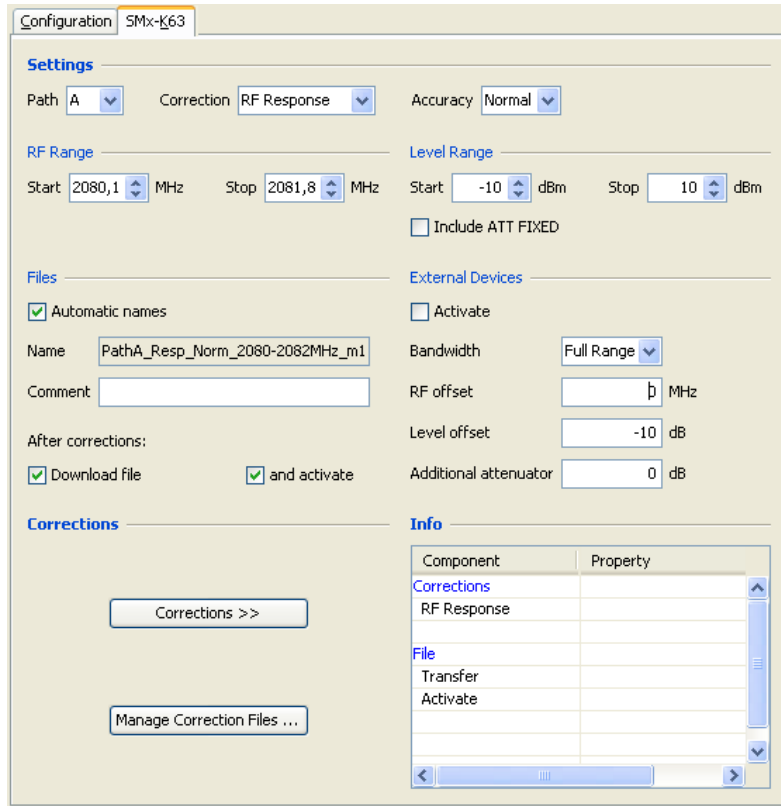 Configuration SMx-K63
Settings
Path A Correction RF Response Accuracy Normal
RF Range Level Range
Start 2080,1 MHz Stop 2081,8 MHz Start -10 dBm Stop 10 dBm
Include ATT FIXED
Files External Devices
Automatic names Activate
Name PathA_Resp_Norm_2080-2082MHz_m1 Bandwidth Full Range
Comment RF offset 0 MHz
Level offset -10 dB
After corrections:
Download file and activate Additional attenuator 0 dB
Corrections Info
Component Property
Corrections
Corrections >> RF Response
File
Transfer
Activate
Manage Correction Files ...